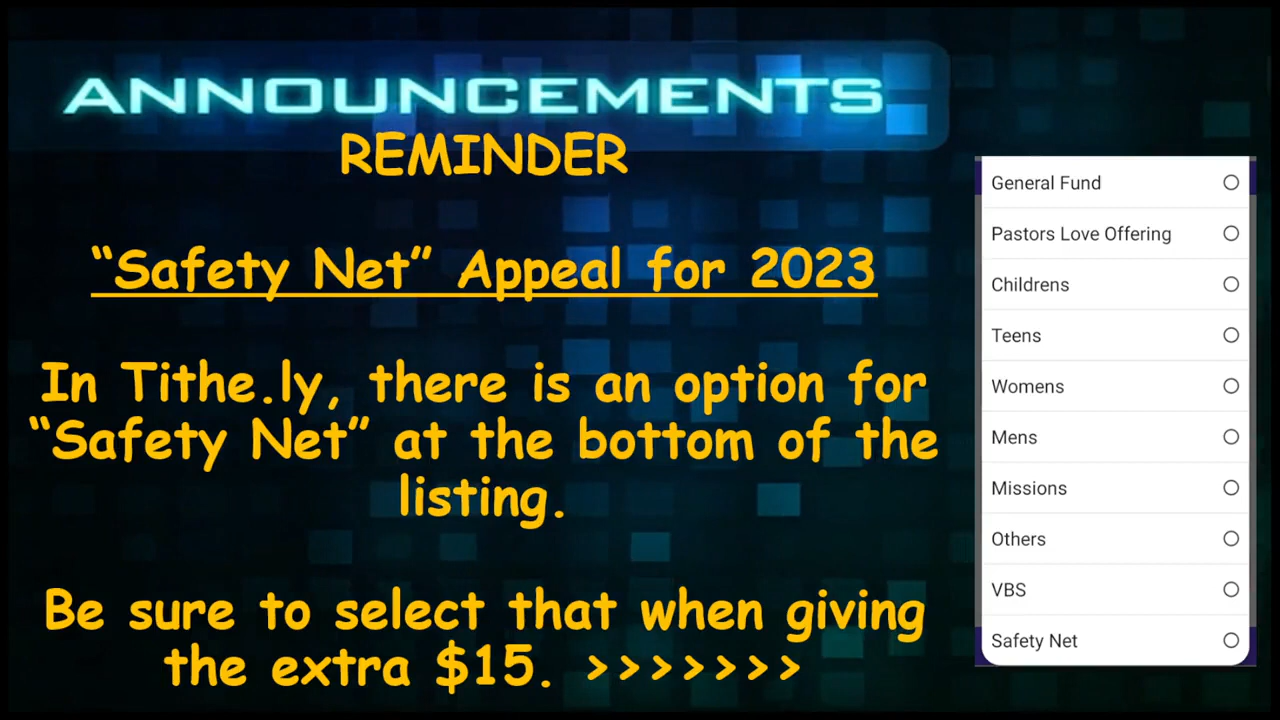 ANNOUNCEMENTS
REMINDER
“Safety Net” Appeal for 2023
In Tithe.ly, there is an option for
“Safety Net” at the bottom of the
listing.
Be sure to select that when giving
the extra $15. >>>>>>>
General Fund
Pastors Love Offering
Childrens
Teens
Womens
Mens
Missions
Others
VBS
Safety Net